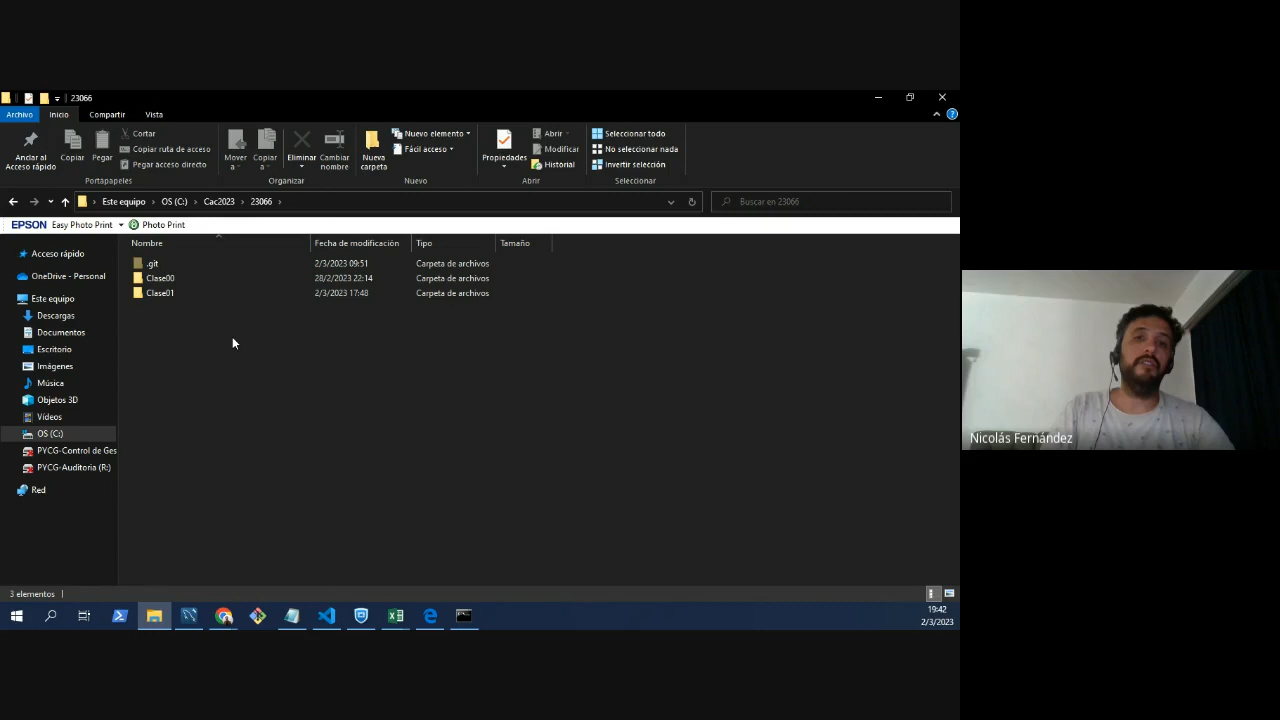 23066
Archivo Inicio Compartir Vista
Anclar al Acceso rápido
Copiar
Pegar
Cortar
Copiar ruta de acceso
Pegar acceso directo
Portapapeles
Mover a
Copiar a
Eliminar
Cambiar nombre
Organizar
Nueva carpeta
Nuevo elemento
Fácil acceso
Nuevo
Propiedades
Abrir
Modificar
Historial
Abrir
Seleccionar todo
No seleccionar nada
Invertir selección
Seleccionar
Este equipo > OS (C:) > Cac2023 > 23066 >
Buscar en 23066
EPSON Easy Photo Print Photo Print
Nombre Fecha de modificación Tipo Tamaño
.git 2/3/2023 09:51 Carpeta de archivos
Clase00 28/2/2023 22:14 Carpeta de archivos
Clase01 2/3/2023 17:48 Carpeta de archivos
Acceso rápido
OneDrive - Personal
Este equipo
Descargas
Documentos
Escritorio
Imágenes
Música
Objetos 3D
Vídeos
OS (C:)
PYCG-Control de Ges
PYCG-Auditoria (R:)
Red
3 elementos
19:42
2/3/2023
Nicolás Fernández